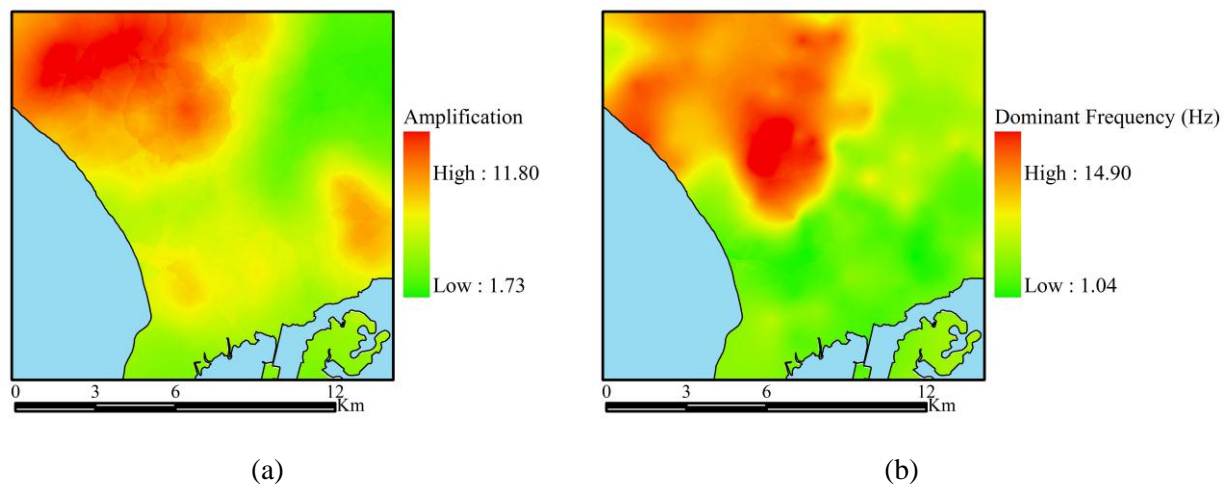 Amplification
High : 11.80
Low : 1.73
0 3 6 12
Km
(a)
Dominant Frequency (Hz)
High : 14.90
Low : 1.04
0 3 6 12
Km
(b)